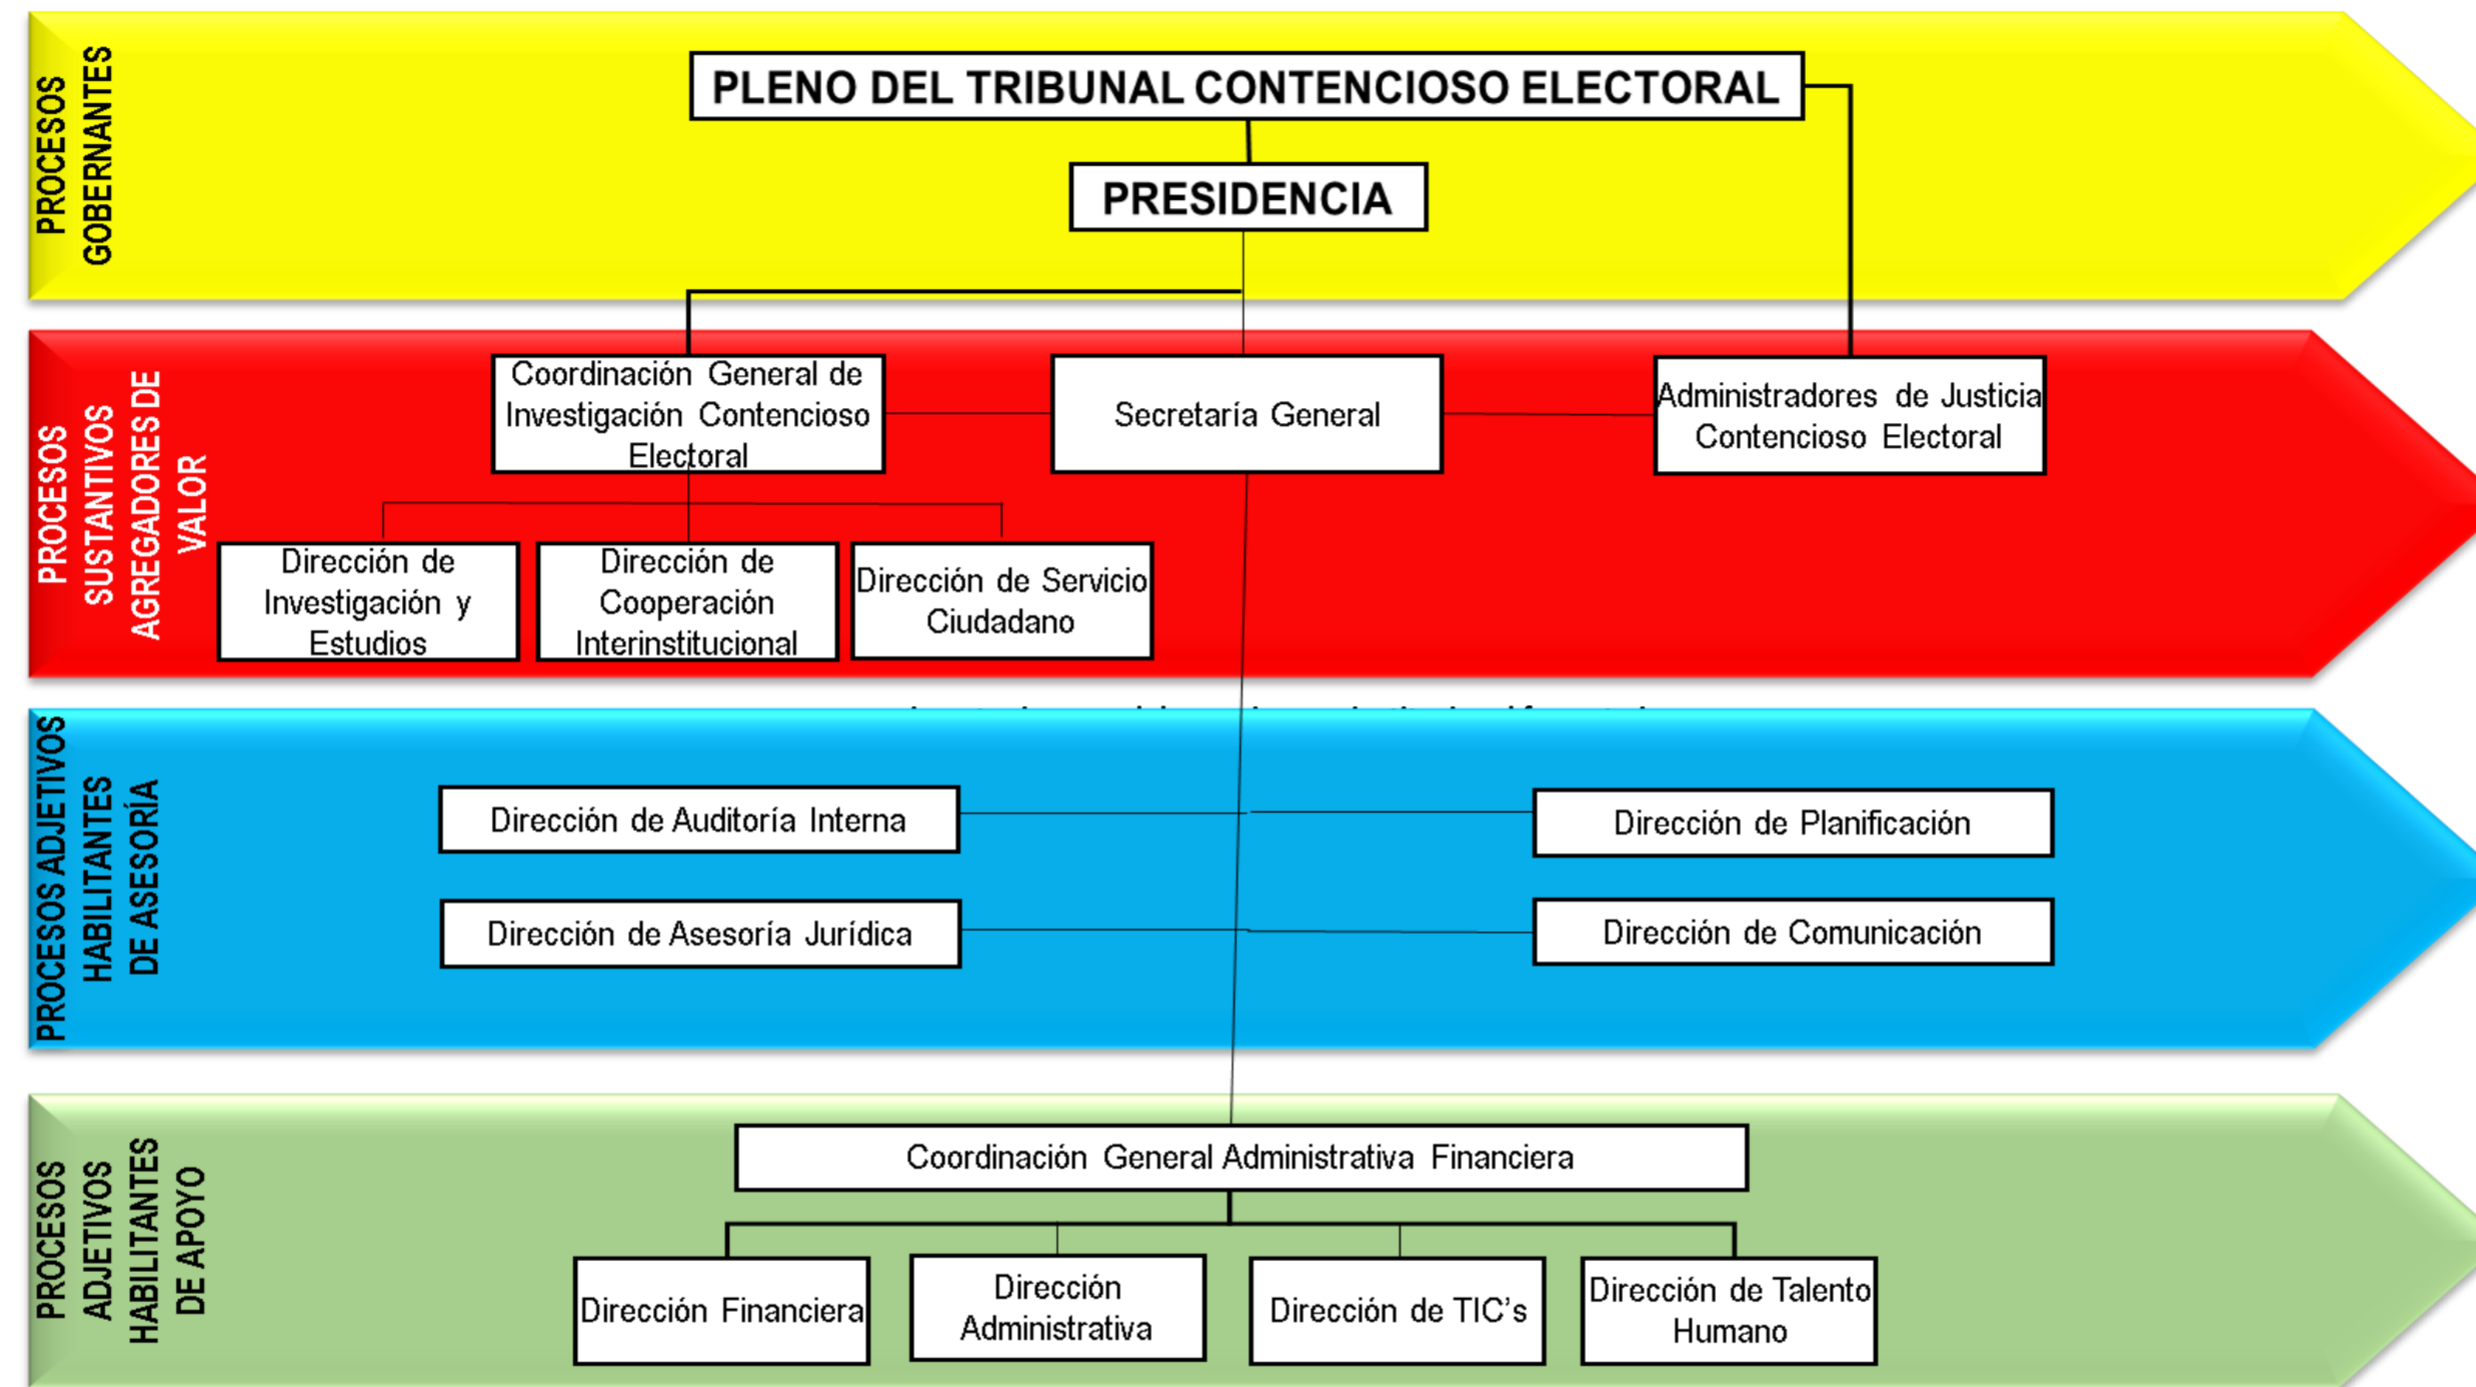 PROCESOS
GOBERNANTES
PLENO DEL TRIBUNAL CONTENCIOSO ELECTORAL
PRESIDENCIA
PROCESOS
SUSTANTIVOS
AGREGADORES DE
VALOR
Coordinación General de
Investigación Contencioso
Electoral
Secretaría General
Administradores de Justicia
Contencioso Electoral
Dirección de
Investigación y
Estudios
Dirección de
Cooperación
Interinstitucional
Dirección de Servicio
Ciudadano
PROCESOS ADJETIVOS
HABILITANTES
DE ASESORÍA
Dirección de Auditoría Interna
Dirección de Planificación
Dirección de Asesoría Jurídica
Dirección de Comunicación
PROCESOS
ADJETIVOS
HABILITANTES
DE APOYO
Coordinación General Administrativa Financiera
Dirección Financiera
Dirección
Administrativa
Dirección de TIC's
Dirección de Talento
Humano